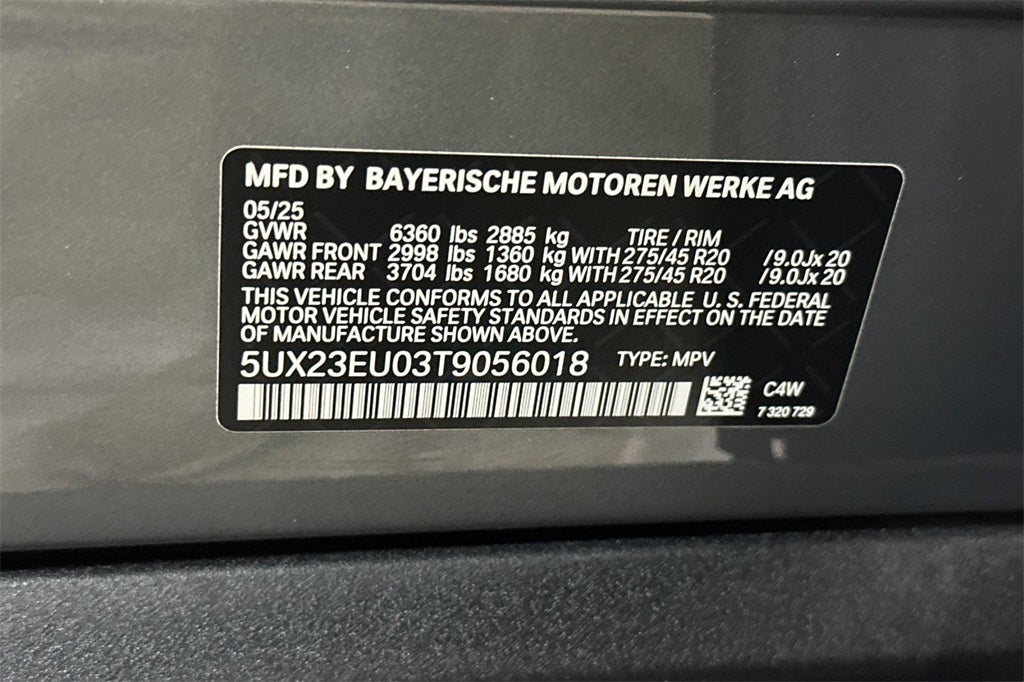 MFD BY BAYERISCHE MOTOREN WERKE AG
05/25
GVWR 6360 lbs 2885 kg TIRE / RIM
GAWR FRONT 2998 lbs 1360 kg WITH 275/45 R20 /9.0Jx 20
GAWR REAR 3704 lbs 1680 kg WITH 275/45 R20 /9.0Jx 20
THIS VEHICLE CONFORMS TO ALL APPLICABLE U. S. FEDERAL
MOTOR VEHICLE SAFETY STANDARDS IN EFFECT ON THE DATE
OF MANUFACTURE SHOWN ABOVE.
5UX23EU03T9056018 TYPE: MPV
C4W
7 320 729